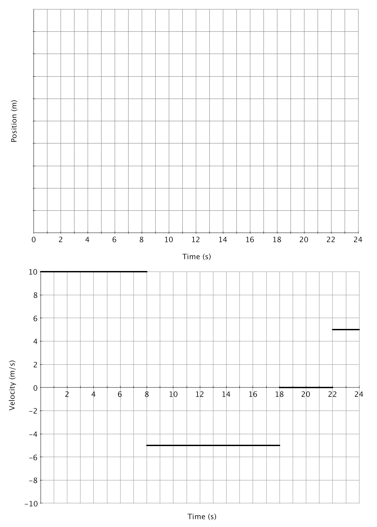 Position (m)
0 2 4 6 8 10 12 14 16 18 20 22 24
Time (s)
10
8
6
4
2
0
2 4 6 8 10 12 14 16 18 20 22 24
−2
−4
−6
−8
−10
Velocity (m/s)
Time (s)